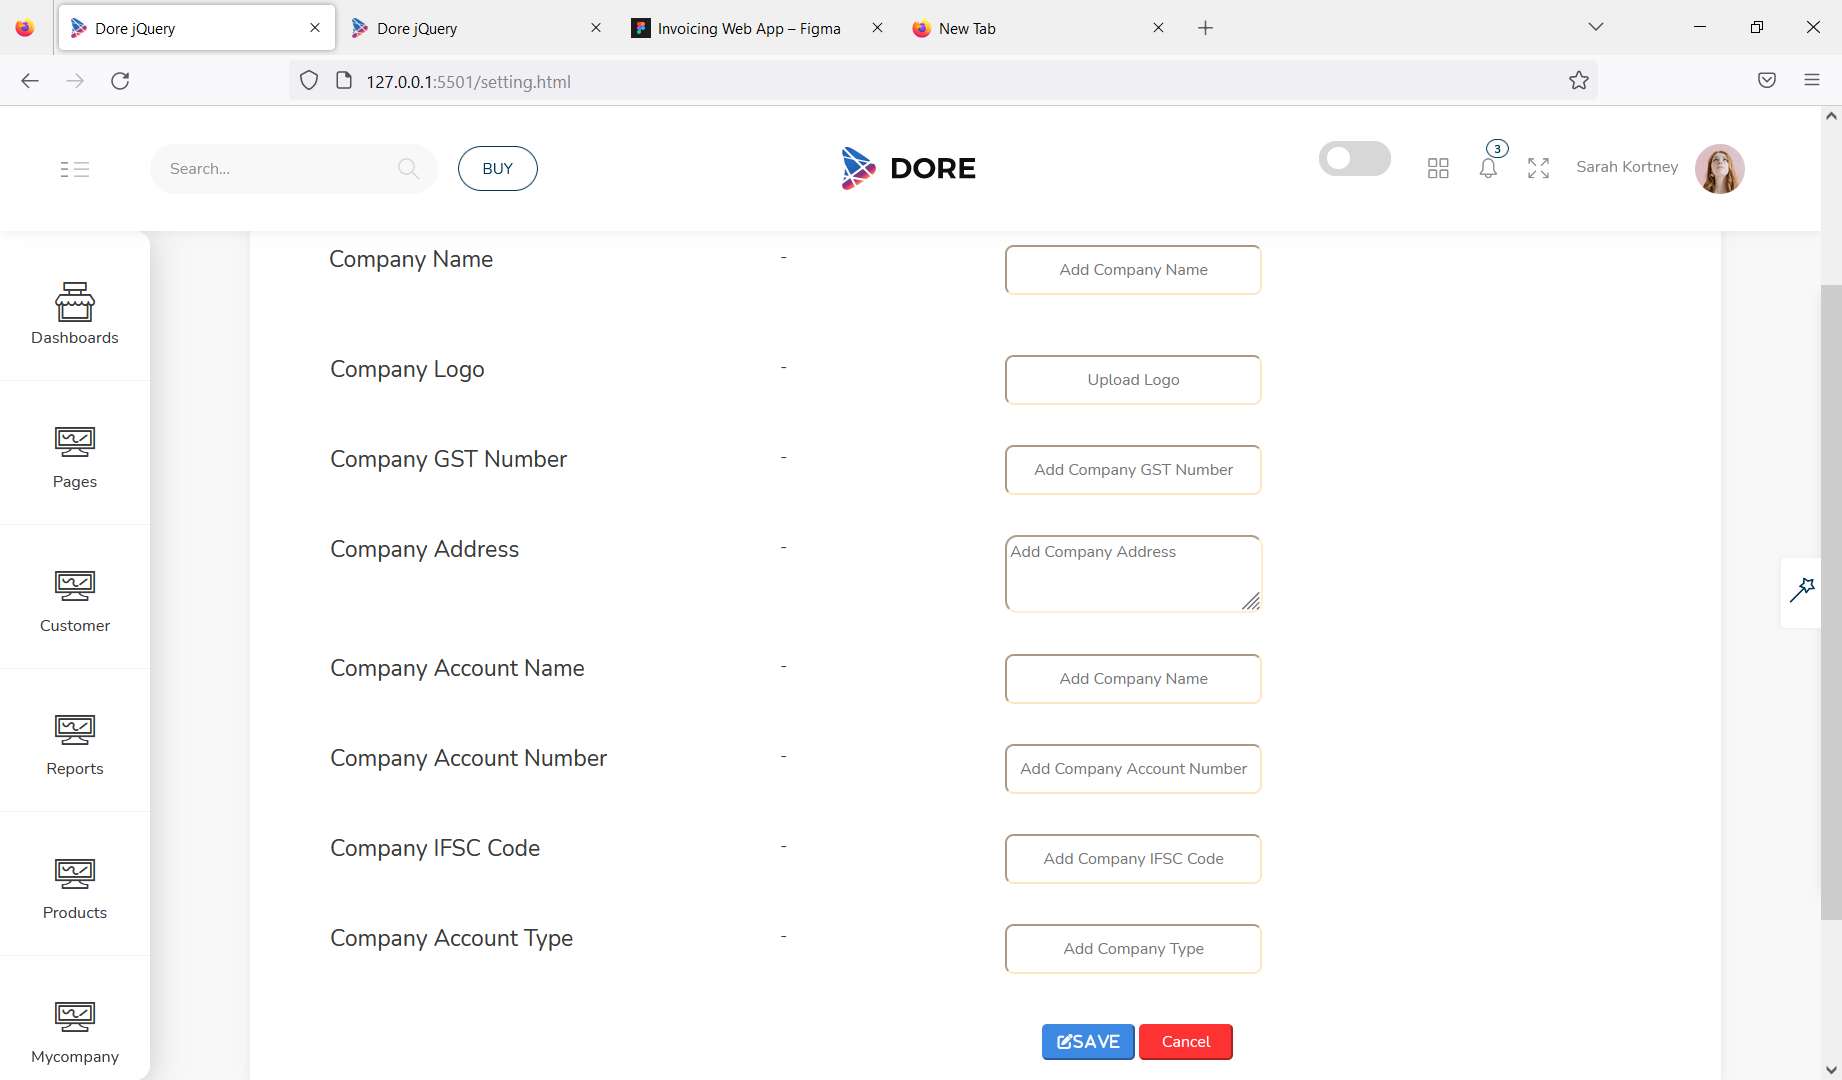 Dore jQuery
Dore jQuery
Invoicing Web App – Figma
New Tab
127.0.0.1:5501/setting.html
Search...
BUY
DORE
3
Sarah Kortney
Dashboards
Pages
Customer
Reports
Products
Mycompany
Company Name - Add Company Name
Company Logo - Upload Logo
Company GST Number - Add Company GST Number
Company Address - Add Company Address
Company Account Name - Add Company Name
Company Account Number - Add Company Account Number
Company IFSC Code - Add Company IFSC Code
Company Account Type - Add Company Type
SAVE Cancel